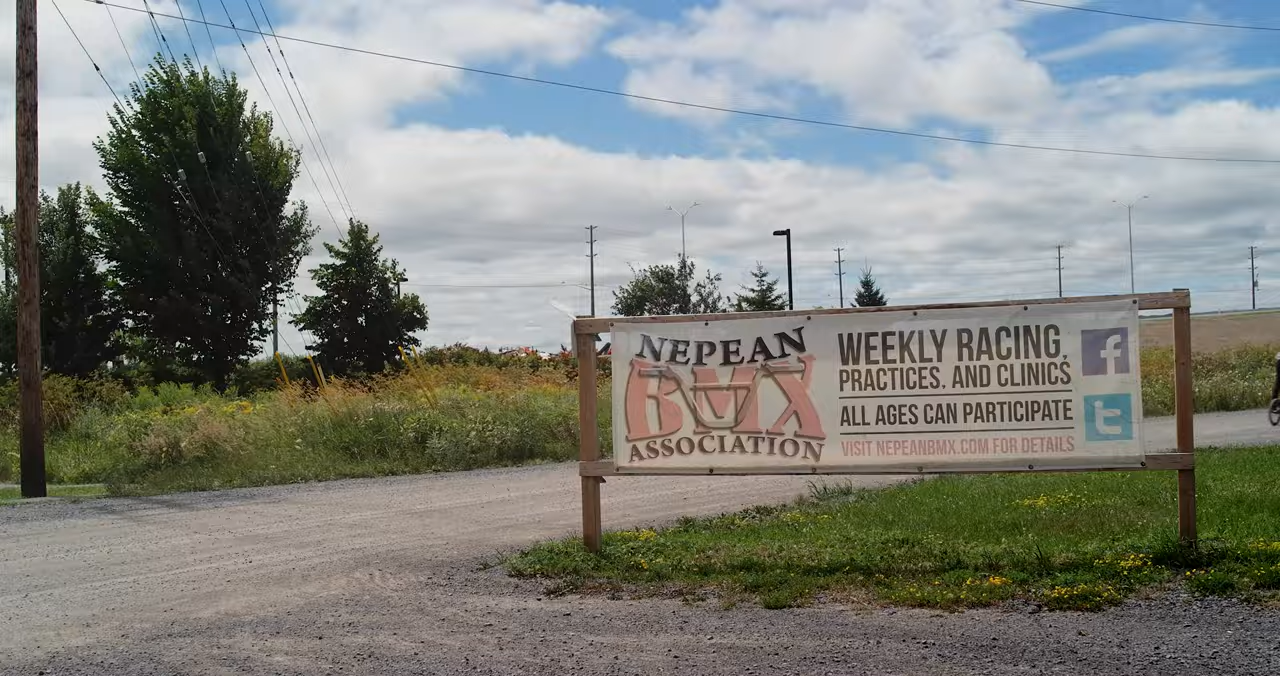 NEPEAN
BMX
ASSOCIATION
WEEKLY RACING,
PRACTICES, AND CLINICS
ALL AGES CAN PARTICIPATE
VISIT NEPEANBMX.COM FOR DETAILS
f
t